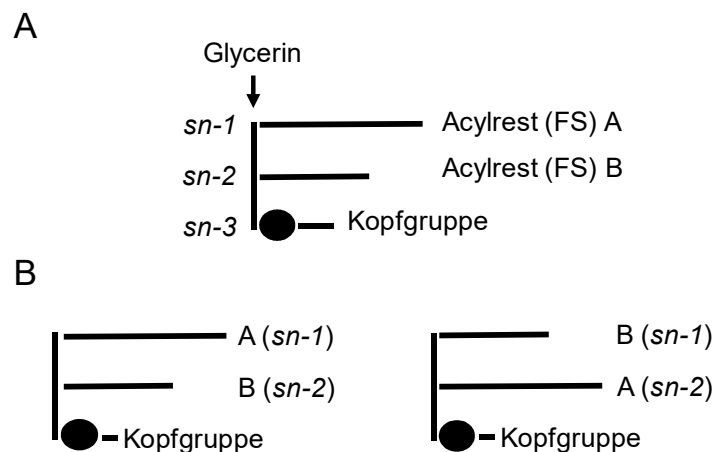 A
Glycerin
sn-1 Acylrest (FS) A
sn-2 Acylrest (FS) B
sn-3 Kopfgruppe
B
A (sn-1) B (sn-1)
B (sn-2) A (sn-2)
Kopfgruppe Kopfgruppe